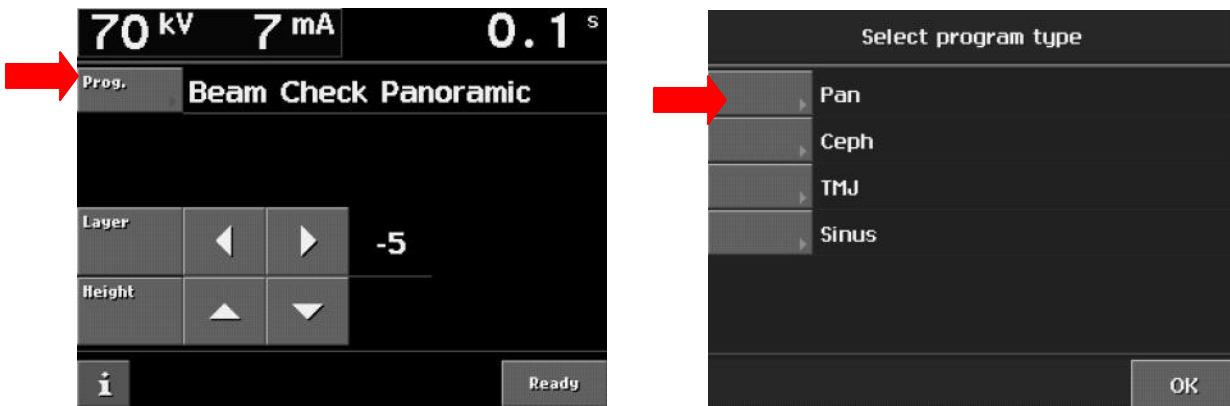 70 kV 7 mA 0.1 s
Prog. Beam Check Panoramic
Layer -5
Height
i Ready
Select program type
Pan
Ceph
TMJ
Sinus
OK